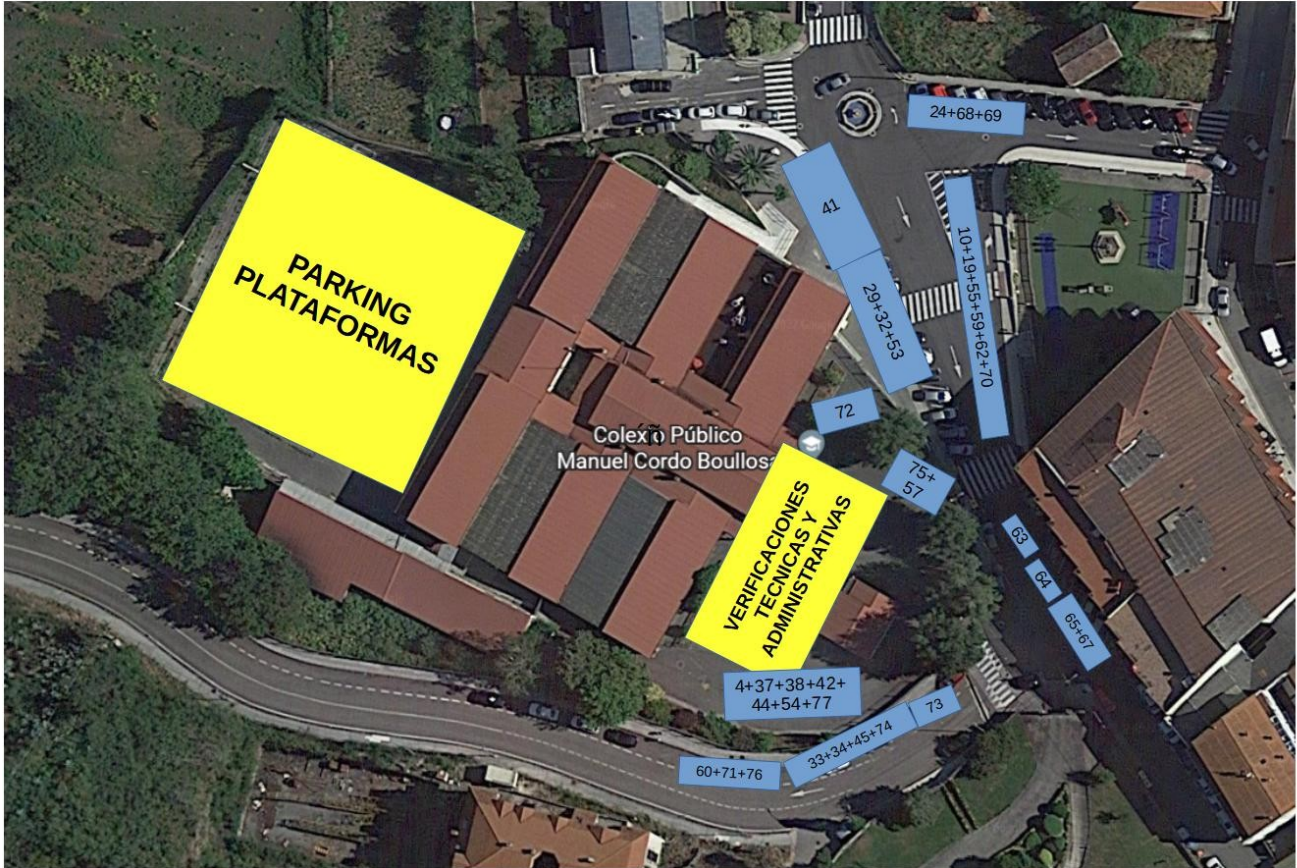 24+68+69
41
29+32+53
10+19+55+59+62+70
PARKING
PLATAFORMAS
72
Colexio Público
Manuel Cordo Boullosa
75+
57
VERIFICACIONES
TECNICAS Y
ADMINISTRATIVAS
63
64
65+67
4+37+38+42+
44+54+77
73
33+34+45+74
60+71+76